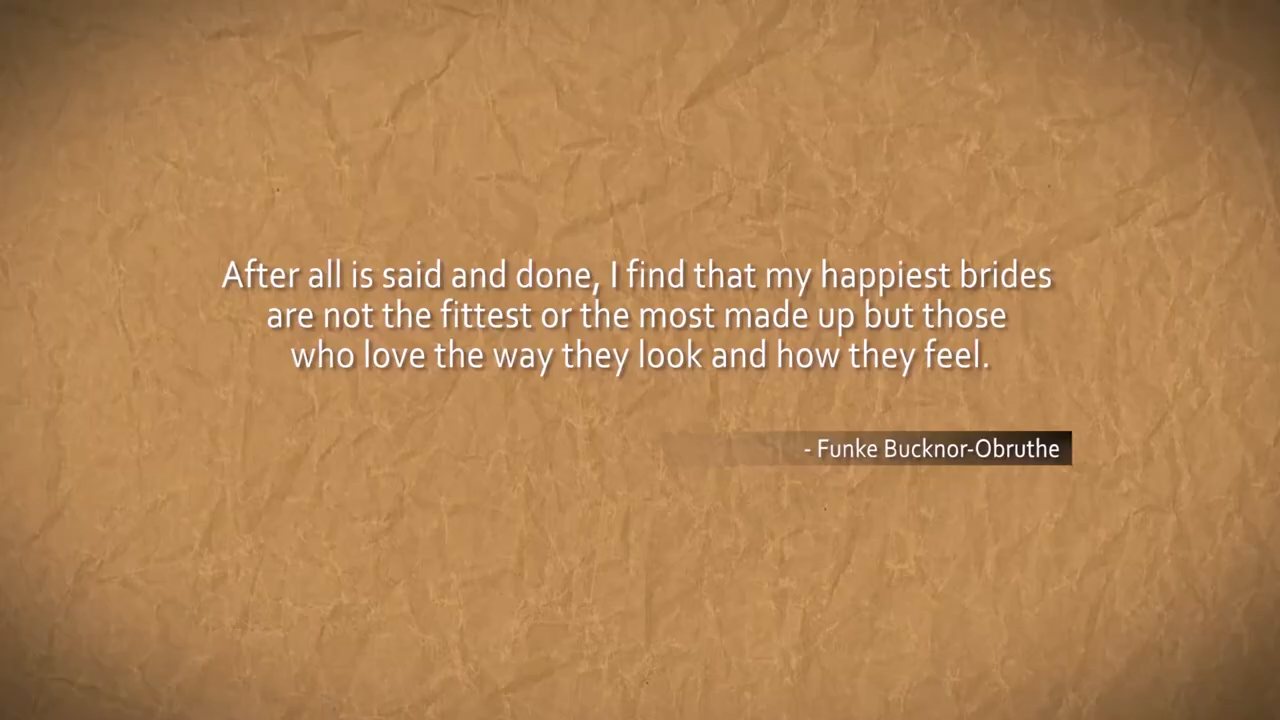 After all is said and done, I find that my happiest brides
are not the fittest or the most made up but those
who love the way they look and how they feel.
- Funke Bucknor-Obruthe